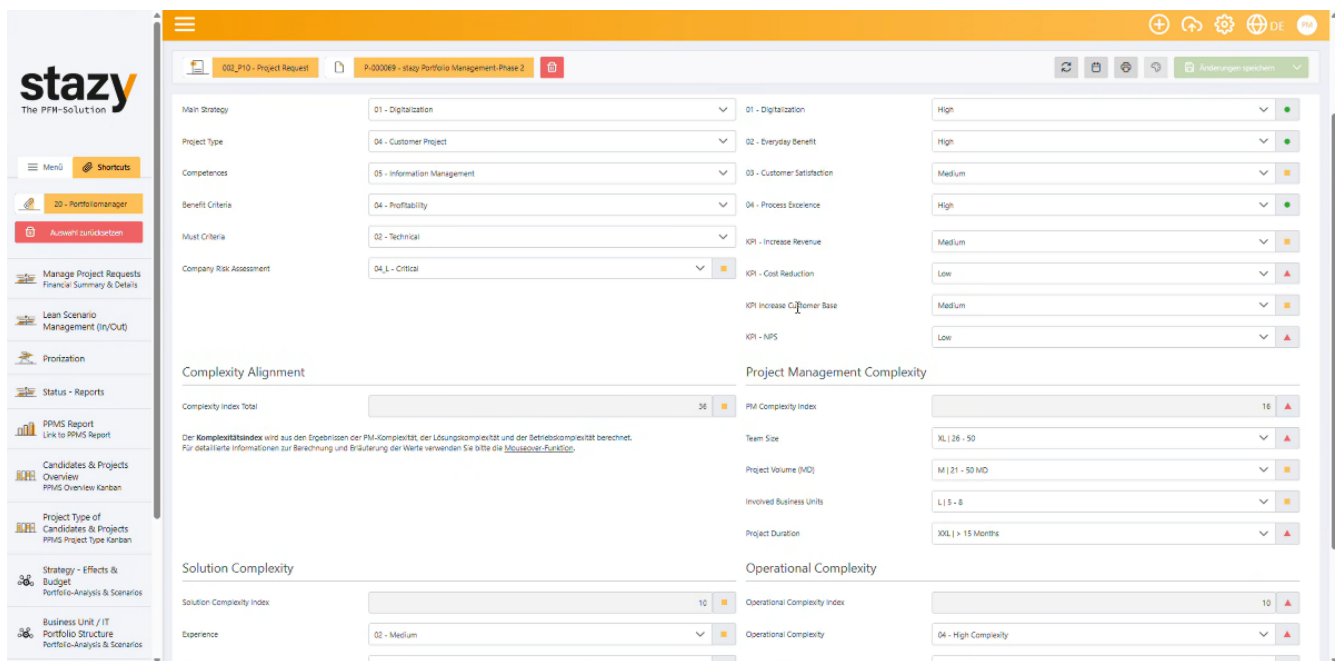 DE PM
stazy
The PFM-Solution
Menü
Shortcuts
20 - Portfoliomanager
Auswahl zurücksetzen
Manage Project Requests
Financial Summary & Details
Lean Scenario
Management (In/Out)
Prorization
Status - Reports
PPMS Report
Link to PPMS Report
Candidates & Projects
Overview
PPMS Overview Kanban
Project Type of
Candidates & Projects
PPMS Project Type Kanban
Strategy - Effects &
Budget
Portfolio-Analysis & Scenarios
Business Unit / IT
Portfolio Structure
Portfolio-Analysis & Scenarios
002_P10 - Project Request
P-000069 - stazy Portfolio Management-Phase 2
Änderungen speichern
Main Strategy 01 - Digitalization
Project Type 04 - Customer Project
Competences 05 - Information Management
Benefit Criteria 04 - Profitability
Must Criteria 02 - Technical
Company Risk Assessment 04_L - Critical
01 - Digitalization High
02 - Everyday Benefit High
03 - Customer Satisfaction Medium
04 - Process Excelence High
KPI - Increase Revenue Medium
KPI - Cost Reduction Low
KPI Increase Customer Base Medium
KPI - NPS Low
Complexity Alignment
Complexity Index Total 36
Der Komplexitätsindex wird aus den Ergebnissen der PM-Komplexität, der Lösungskomplexität und der Betriebskomplexität berechnet.
Für detaillierte Informationen zur Berechnung und Erläuterung der Werte verwenden Sie bitte die Mouseover-Funktion.
Project Management Complexity
PM Complexity Index 16
Team Size XL | 26 - 50
Project Volume (MD) M | 21 - 50 MD
Involved Business Units L | 5 - 8
Project Duration XXL | > 15 Months
Solution Complexity
Solution Complexity Index 10
Experience 02 - Medium
Operational Complexity
Operational Complexity Index 10
Operational Complexity 04 - High Complexity